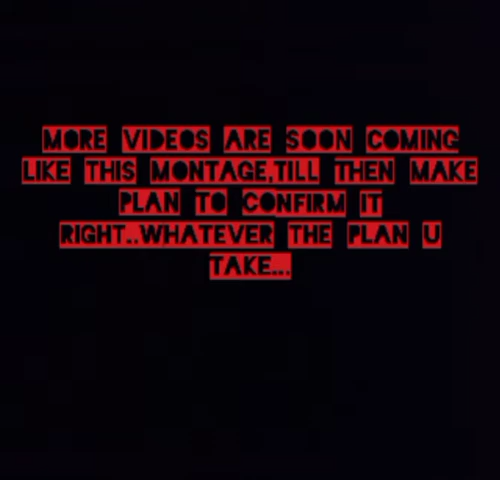 MORE VIDEOS ARE SOON COMING
LIKE THIS MONTAGE,TILL THEN MAKE
PLAN TO CONFIRM IT
RIGHT..WHATEVER THE PLAN U
TAKE...